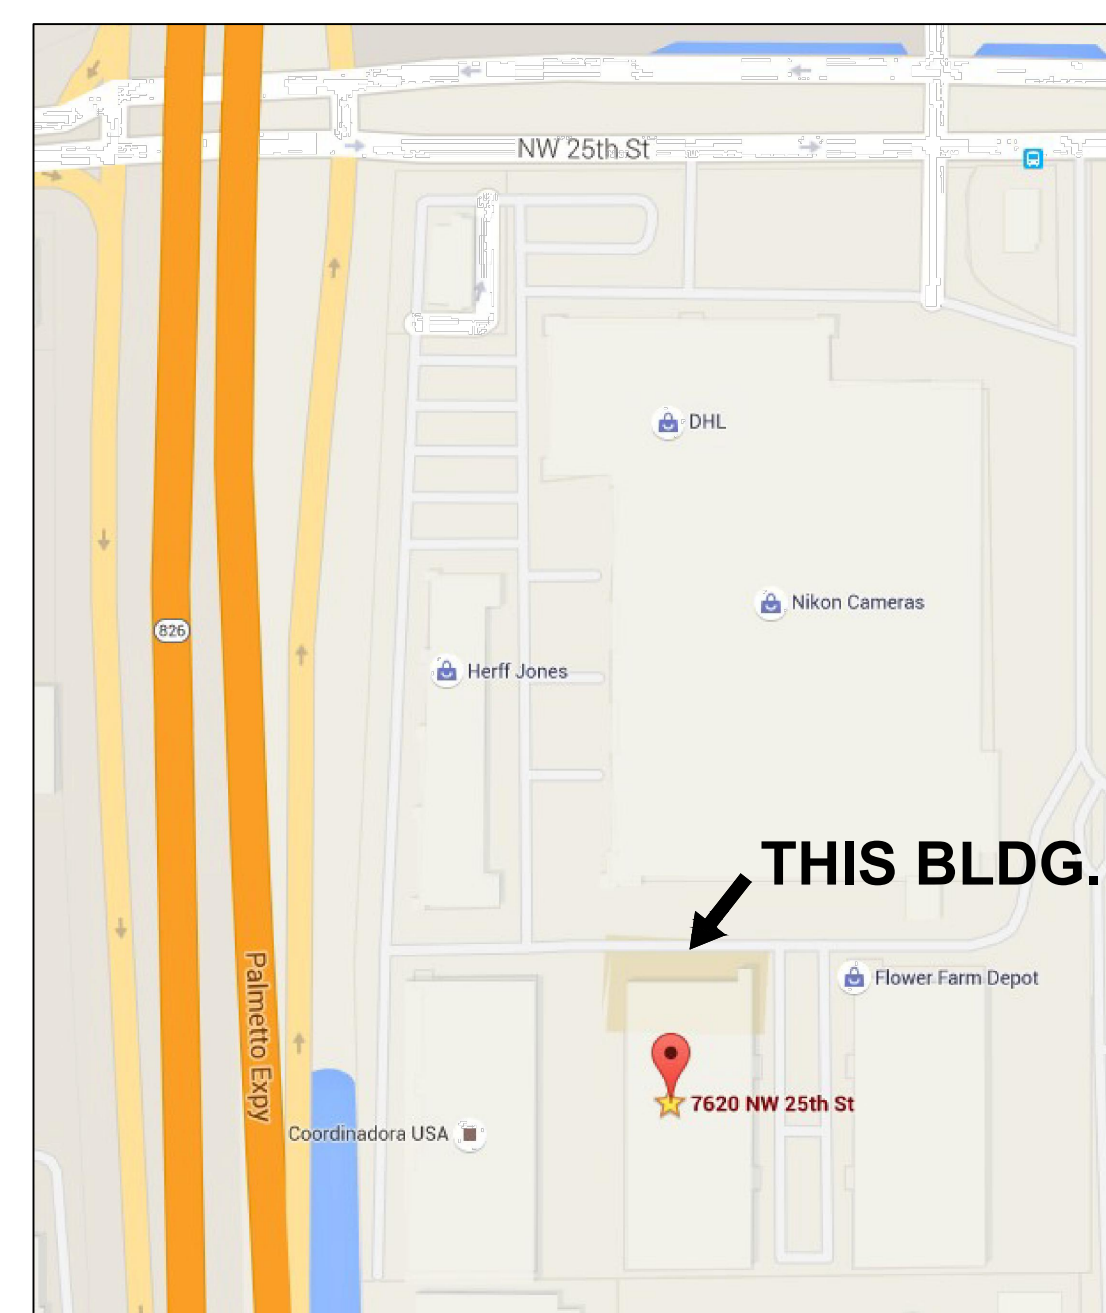 NW 25th St
DHL
Nikon Cameras
826
Herff Jones
THIS BLDG.
Palmetto Expy
Flower Farm Depot
7620 NW 25th St
Coordinadora USA